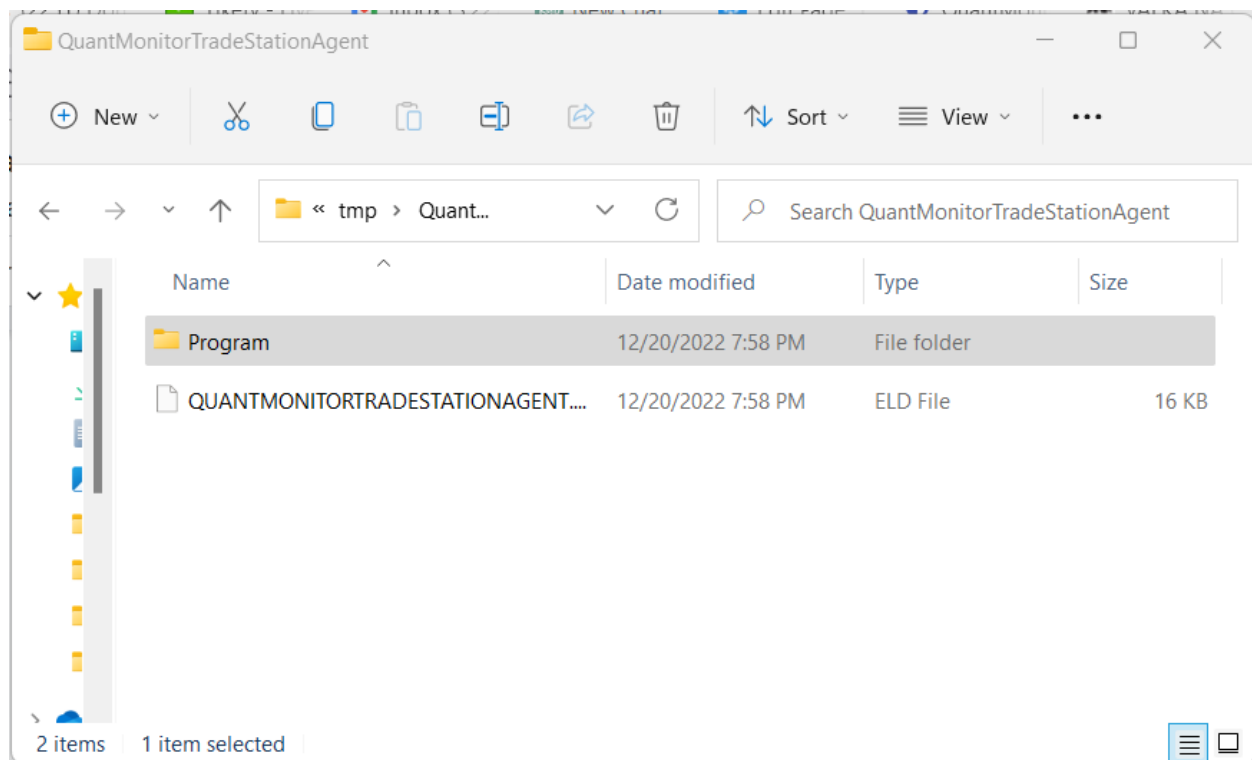 QuantMonitorTradeStationAgent
New Sort View
« tmp > Quant... Search QuantMonitorTradeStationAgent
Name Date modified Type Size
Program 12/20/2022 7:58 PM File folder
QUANTMONITORTRADESTATIONAGENT.... 12/20/2022 7:58 PM ELD File 16 KB
2 items 1 item selected